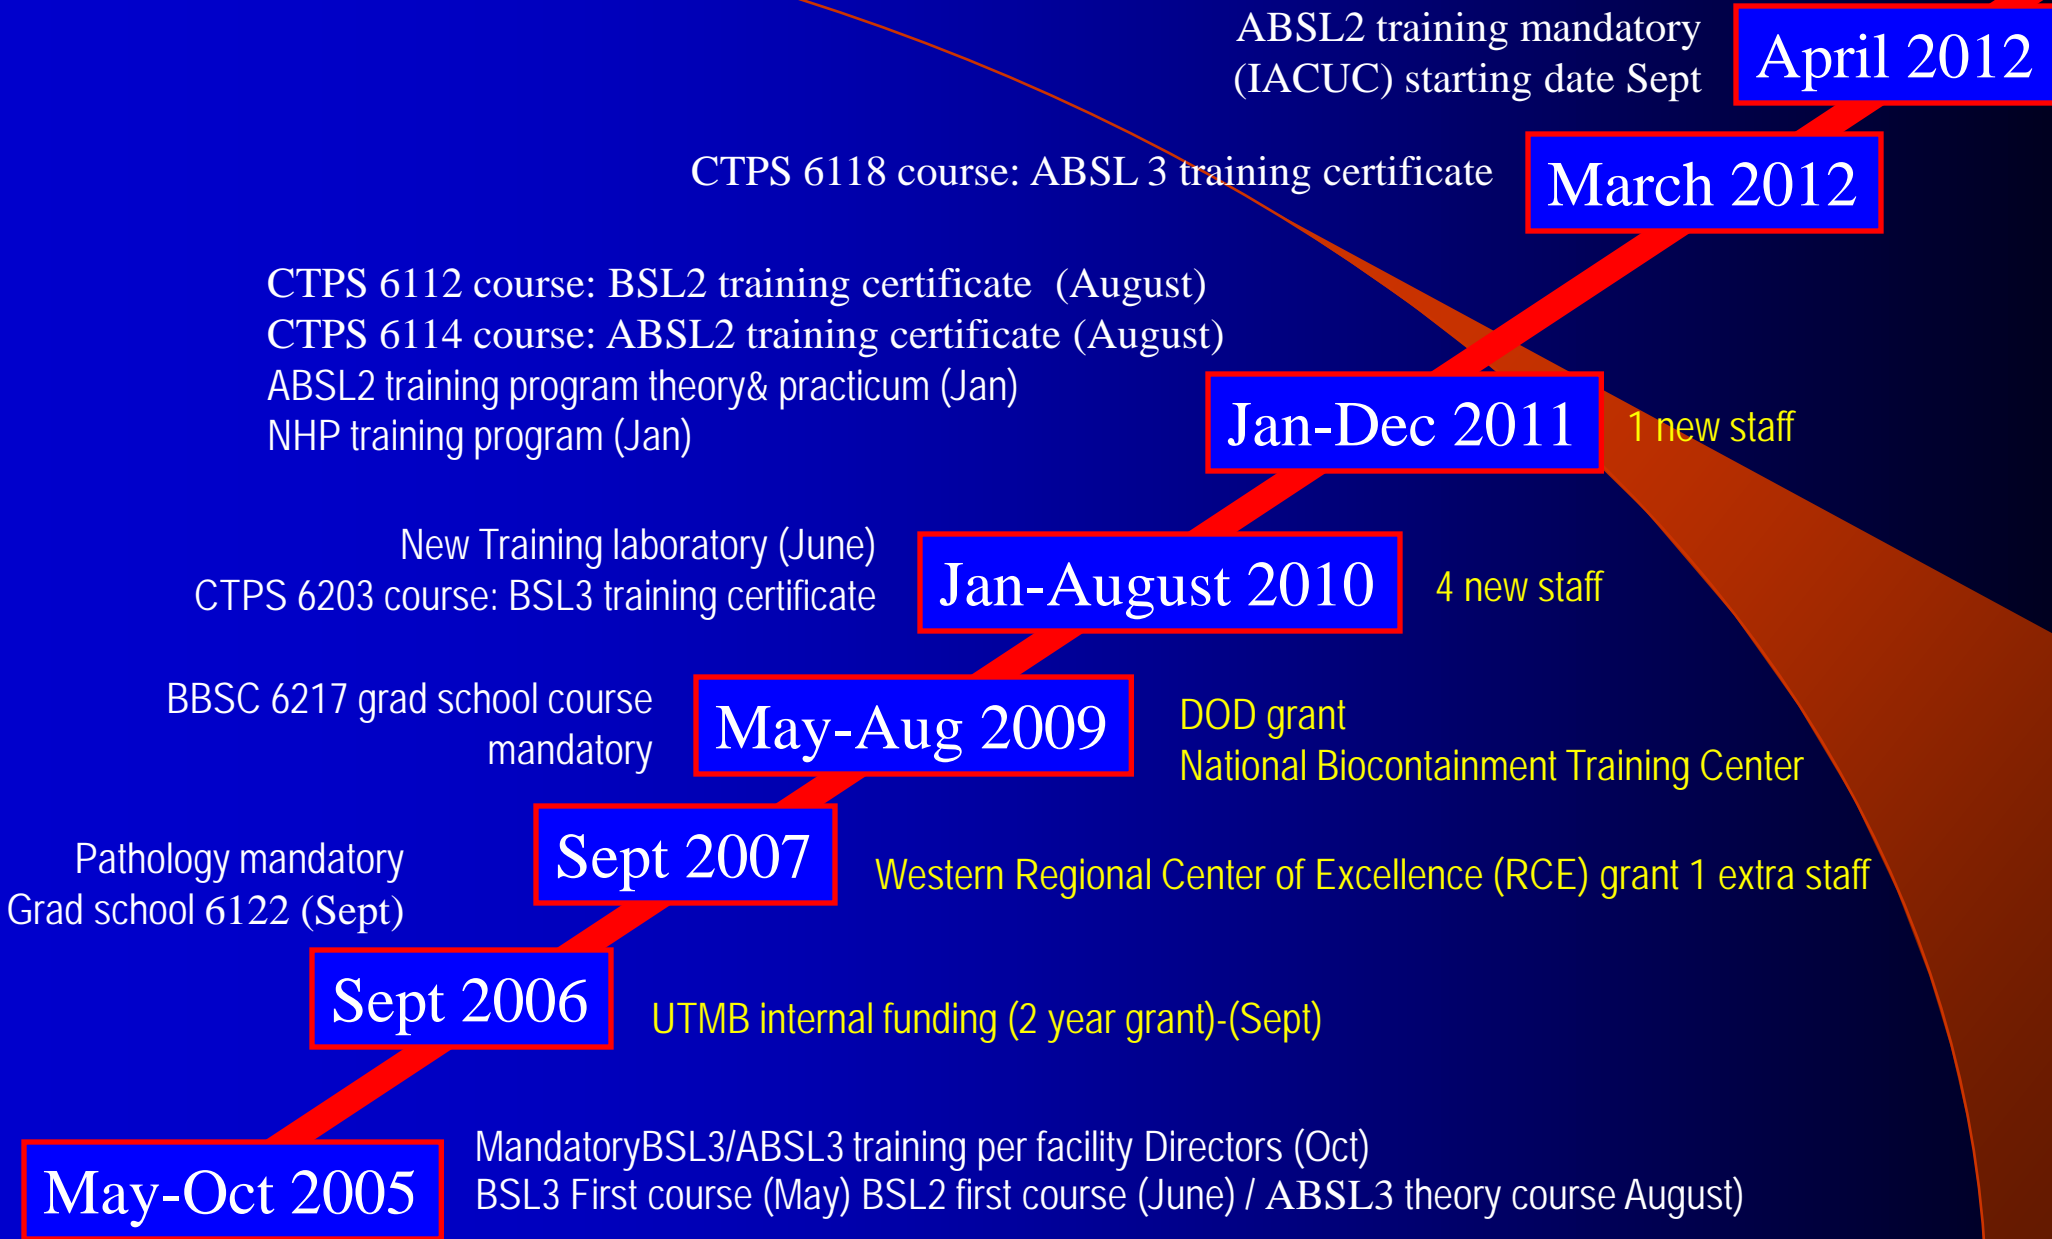 ABSL2 training mandatory
(IACUC) starting date Sept
April 2012
CTPS 6118 course: ABSL 3 training certificate
March 2012
CTPS 6112 course: BSL2 training certificate (August)
CTPS 6114 course: ABSL2 training certificate (August)
ABSL2 training program theory& practicum (Jan)
NHP training program (Jan)
Jan-Dec 2011
1 new staff
New Training laboratory (June)
CTPS 6203 course: BSL3 training certificate
Jan-August 2010
4 new staff
BBSC 6217 grad school course
mandatory
May-Aug 2009
DOD grant
National Biocontainment Training Center
Pathology mandatory
Grad school 6122 (Sept)
Sept 2007
Western Regional Center of Excellence (RCE) grant 1 extra staff
Sept 2006
UTMB internal funding (2 year grant)-(Sept)
May-Oct 2005
MandatoryBSL3/ABSL3 training per facility Directors (Oct)
BSL3 First course (May) BSL2 first course (June) / ABSL3 theory course August)